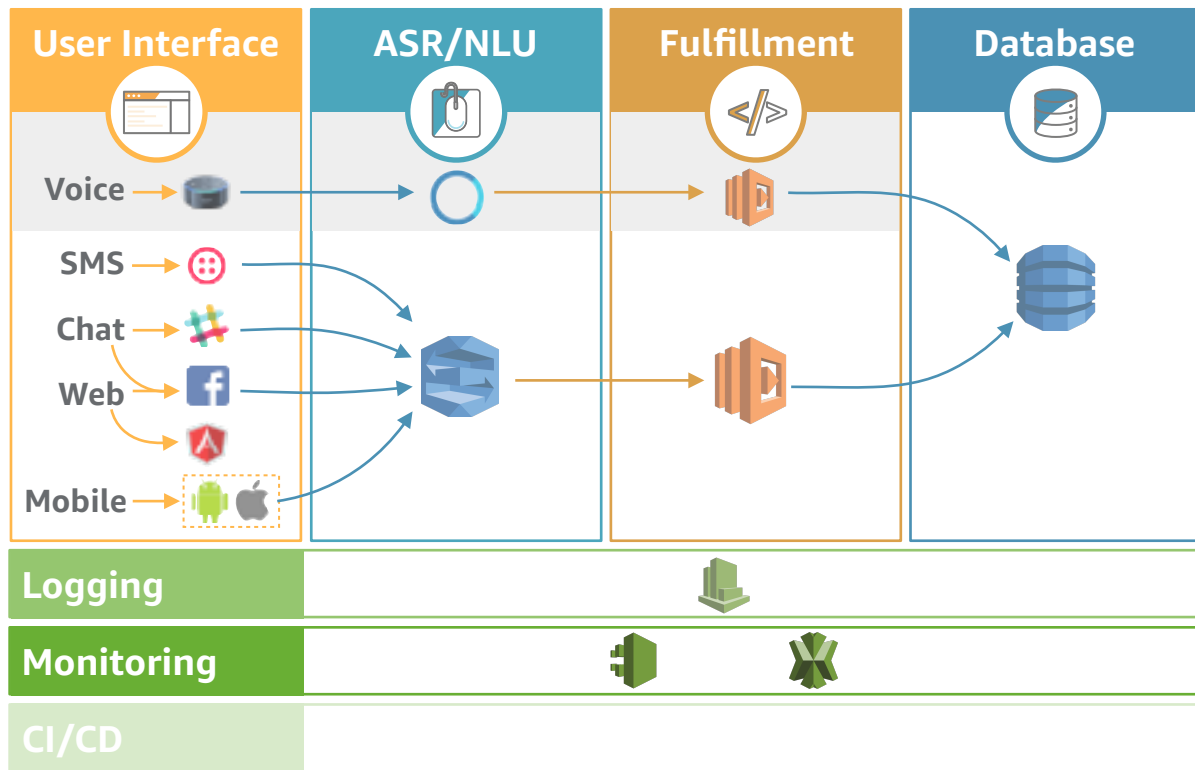 User Interface
ASR/NLU
Fulfillment
Database
Voice
SMS
Chat
Web
Mobile
Logging
Monitoring
CI/CD